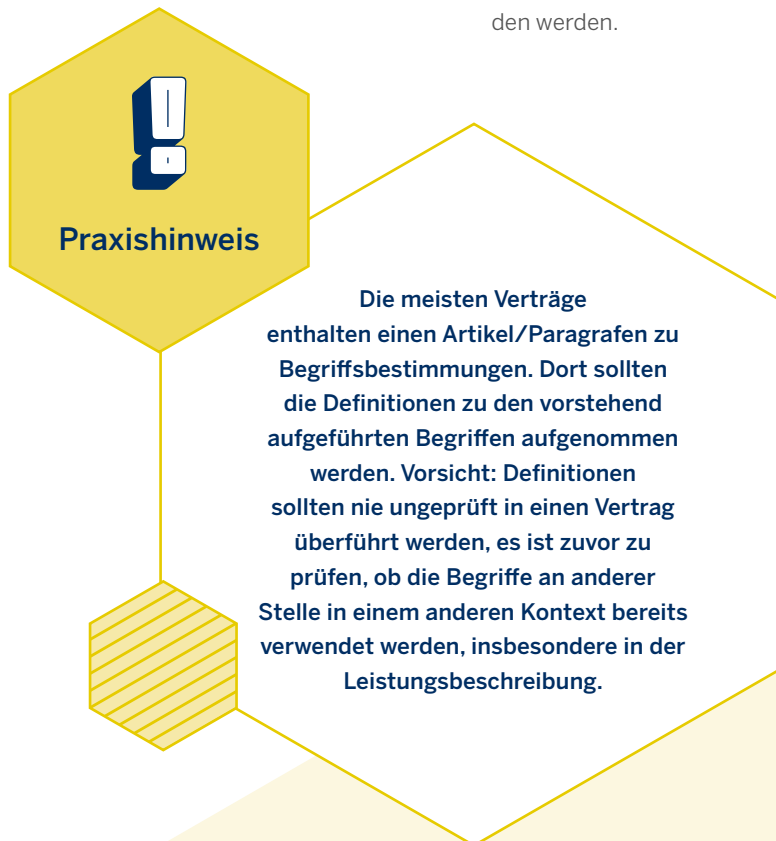 den werden.
Praxishinweis
Die meisten Verträge
enthalten einen Artikel/Paragrafen zu
Begriffsbestimmungen. Dort sollten
die Definitionen zu den vorstehend
aufgeführten Begriffen aufgenommen
werden. Vorsicht: Definitionen
sollten nie ungeprüft in einen Vertrag
überführt werden, es ist zuvor zu
prüfen, ob die Begriffe an anderer
Stelle in einem anderen Kontext bereits
verwendet werden, insbesondere in der
Leistungsbeschreibung.